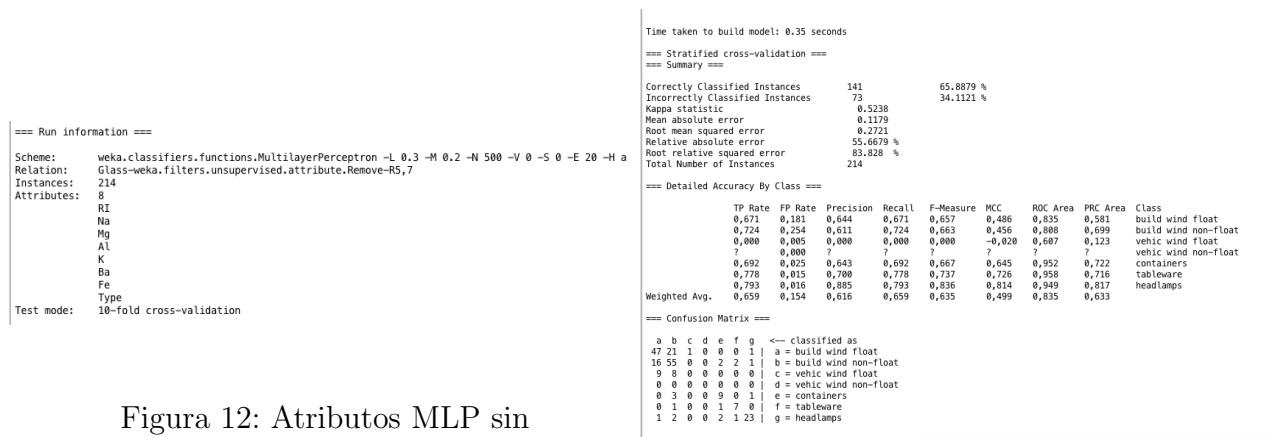 === Run information ===
Scheme: weka.classifiers.functions.MultilayerPerceptron -L 0.3 -M 0.2 -N 500 -V 0 -S 0 -E 20 -H a
Relation: Glass-weka.filters.unsupervised.attribute.Remove-R5,7
Instances: 214
Attributes: 8
RI
Na
Mg
Al
K
Ba
Fe
Type
Test mode: 10-fold cross-validation
Figura 12: Atributos MLP sin
Time taken to build model: 0.35 seconds
=== Stratified cross-validation ===
=== Summary ===
Correctly Classified Instances 141 65.8879 %
Incorrectly Classified Instances 73 34.1121 %
Kappa statistic 0.5238
Mean absolute error 0.1179
Root mean squared error 0.2721
Relative absolute error 55.6679 %
Root relative squared error 83.828 %
Total Number of Instances 214
=== Detailed Accuracy By Class ===
TP Rate FP Rate Precision Recall F-Measure MCC ROC Area PRC Area Class
0,671 0,181 0,644 0,671 0,657 0,486 0,835 0,581 build wind float
0,724 0,254 0,611 0,724 0,663 0,456 0,808 0,699 build wind non-float
0,000 0,005 0,000 0,000 0,000 -0,020 0,607 0,123 vehic wind float
? 0,000 ? ? ? ? ? ? vehic wind non-float
0,692 0,025 0,643 0,692 0,667 0,645 0,952 0,722 containers
0,778 0,015 0,700 0,778 0,737 0,726 0,958 0,716 tableware
0,793 0,016 0,885 0,793 0,836 0,814 0,949 0,817 headlamps
Weighted Avg. 0,659 0,154 0,616 0,659 0,635 0,499 0,835 0,633
=== Confusion Matrix ===
a b c d e f g <-- classified as
47 21 1 0 0 0 1 | a = build wind float
16 55 0 0 2 2 1 | b = build wind non-float
9 8 0 0 0 0 0 | c = vehic wind float
0 0 0 0 0 0 0 | d = vehic wind non-float
0 3 0 0 9 0 1 | e = containers
0 1 0 0 1 7 0 | f = tableware
1 2 0 0 2 1 23 | g = headlamps